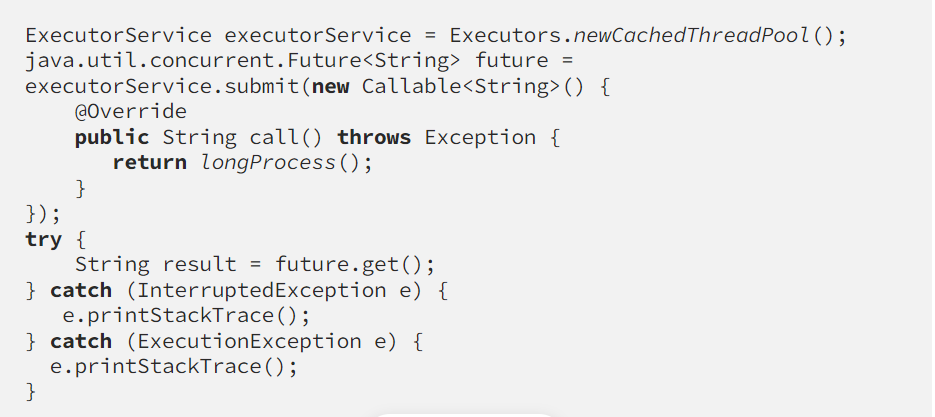 ExecutorService executorService = Executors.newCachedThreadPool();
java.util.concurrent.Future<String> future =
executorService.submit(new Callable<String>() {
    @Override
    public String call() throws Exception {
       return longProcess();
    }
});
try {
    String result = future.get();
} catch (InterruptedException e) {
   e.printStackTrace();
} catch (ExecutionException e) {
  e.printStackTrace();
}